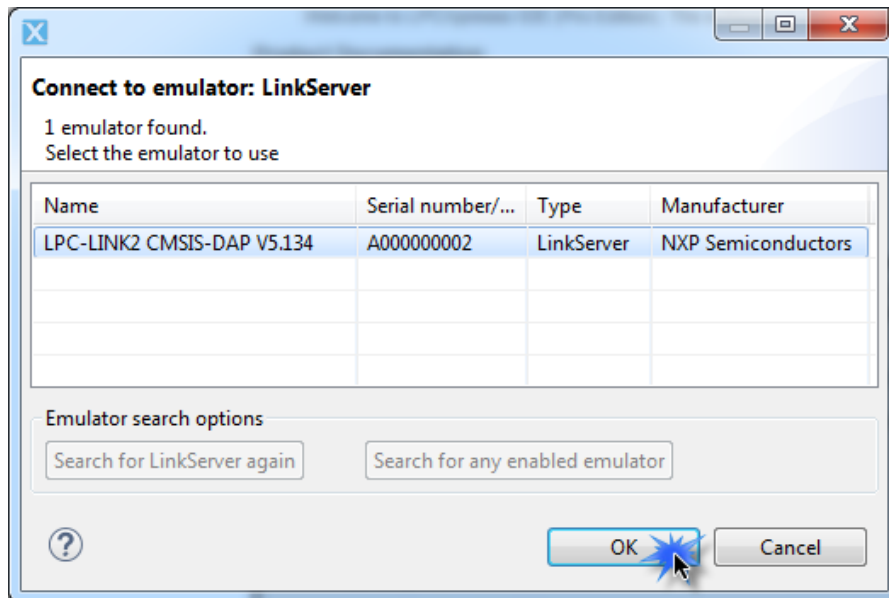 Connect to emulator: LinkServer
1 emulator found.
Select the emulator to use
Name Serial number/... Type Manufacturer
LPC-LINK2 CMSIS-DAP V5.134 A000000002 LinkServer NXP Semiconductors
Emulator search options
Search for LinkServer again Search for any enabled emulator
OK Cancel